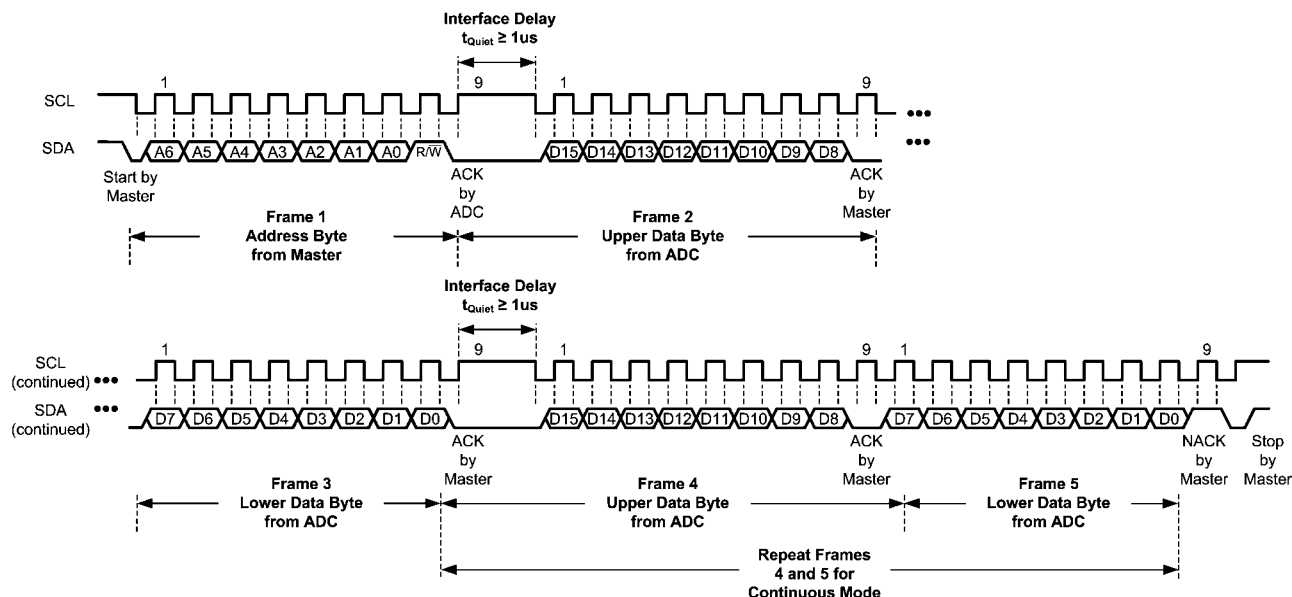 Interface Delay
tQuiet ≥ 1us
1 9 1 9
SCL •••
SDA A6 A5 A4 A3 A2 A1 A0 R/W̅ D15 D14 D13 D12 D11 D10 D9 D8 •••
Start by
Master
ACK
by
ADC
ACK
by
Master
Frame 1
Address Byte
from Master
Frame 2
Upper Data Byte
from ADC
Interface Delay
tQuiet ≥ 1us
1 9 1 9 1 9
SCL
(continued) •••
SDA
(continued) ••• D7 D6 D5 D4 D3 D2 D1 D0 D15 D14 D13 D12 D11 D10 D9 D8 D7 D6 D5 D4 D3 D2 D1 D0
ACK
by
Master
ACK
by
Master
NACK
by
Master
Stop
by
Master
Frame 3
Lower Data Byte
from ADC
Frame 4
Upper Data Byte
from ADC
Frame 5
Lower Data Byte
from ADC
Repeat Frames
4 and 5 for
Continuous Mode